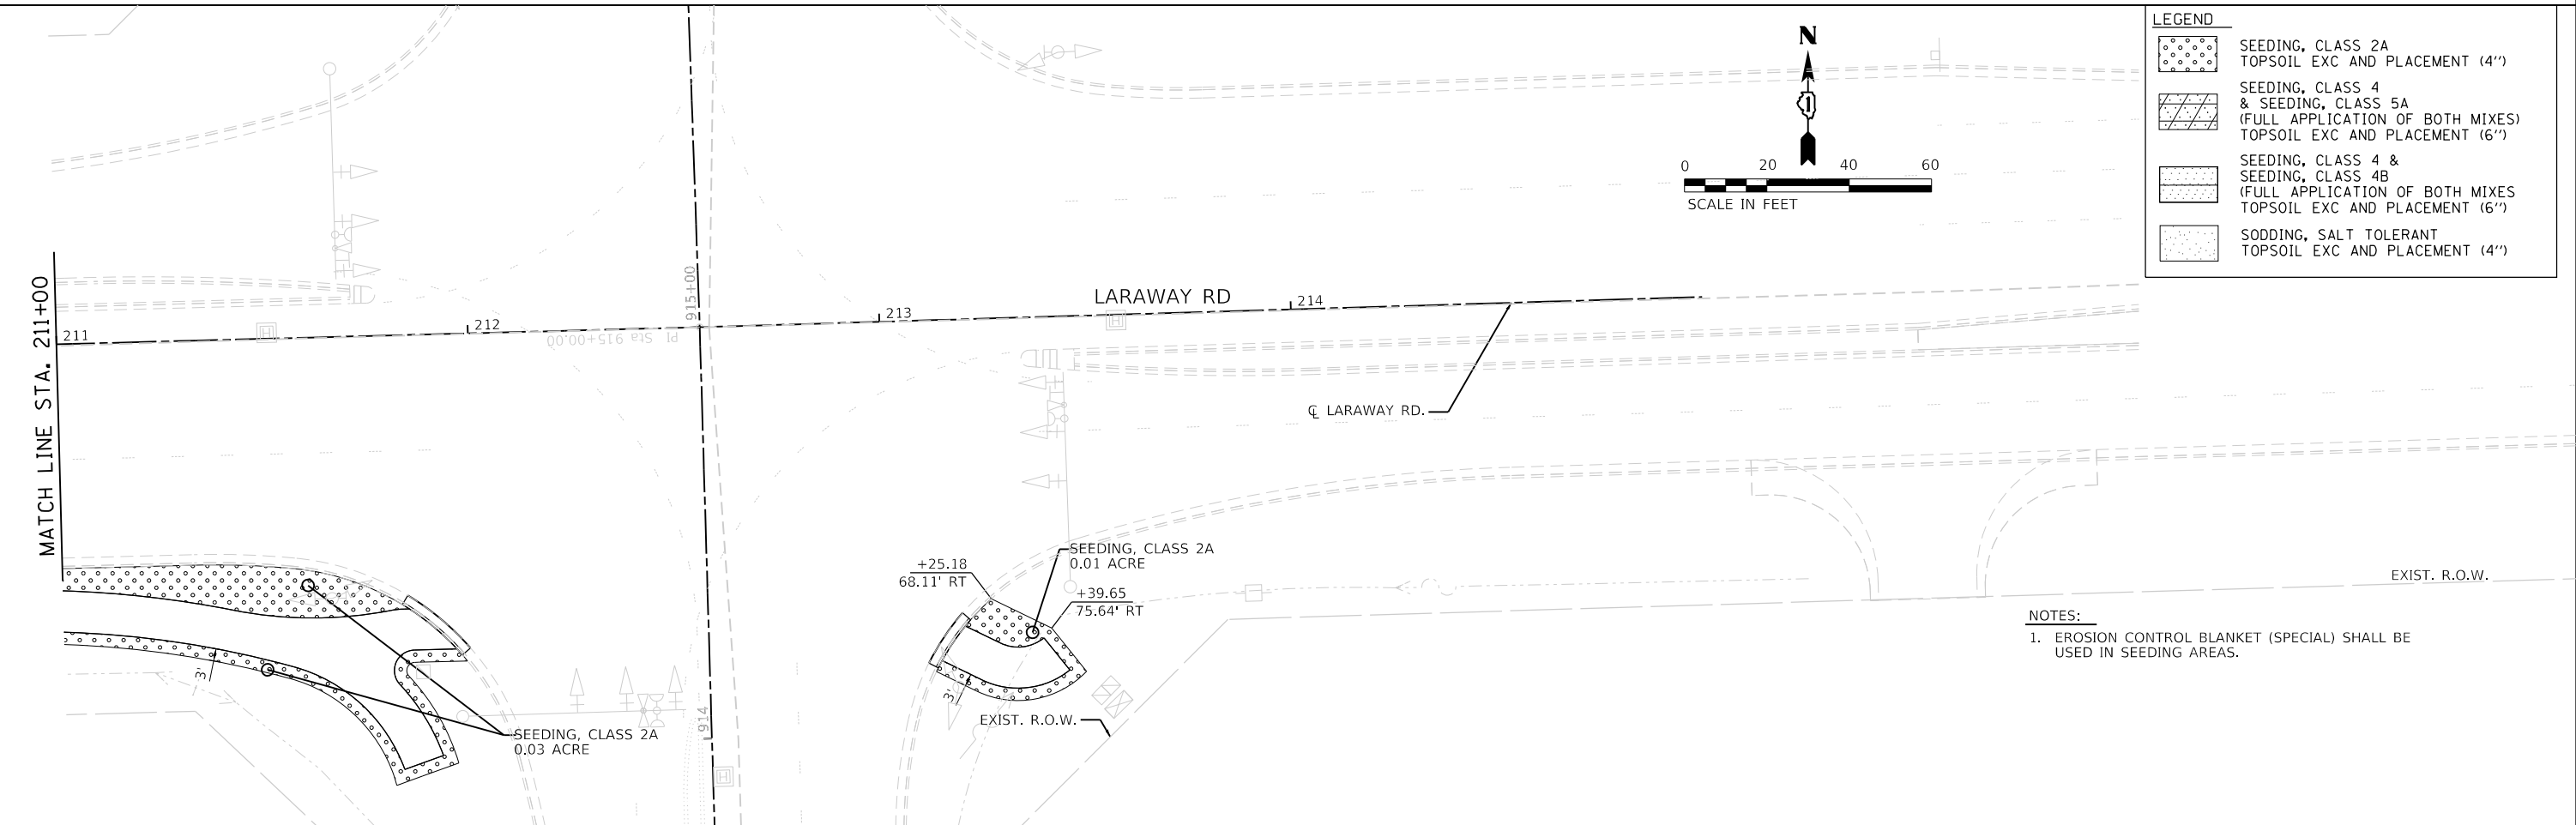 LEGEND
SEEDING, CLASS 2A
TOPSOIL EXC AND PLACEMENT (4")
SEEDING, CLASS 4
& SEEDING, CLASS 5A
(FULL APPLICATION OF BOTH MIXES)
TOPSOIL EXC AND PLACEMENT (6")
SEEDING, CLASS 4 &
SEEDING, CLASS 4B
(FULL APPLICATION OF BOTH MIXES
TOPSOIL EXC AND PLACEMENT (6")
SODDING, SALT TOLERANT
TOPSOIL EXC AND PLACEMENT (4")
N
1
0 20 40 60
SCALE IN FEET
MATCH LINE STA. 211+00
211
212
915+00
PI Sta 915+00.00
213
LARAWAY RD
214
H
H
℄ LARAWAY RD.
SEEDING, CLASS 2A
0.01 ACRE
+25.18
68.11' RT
+39.65
75.64' RT
EXIST. R.O.W.
3'
3'
EXIST. R.O.W.
914
SEEDING, CLASS 2A
0.03 ACRE
H
NOTES:
1. EROSION CONTROL BLANKET (SPECIAL) SHALL BE
USED IN SEEDING AREAS.